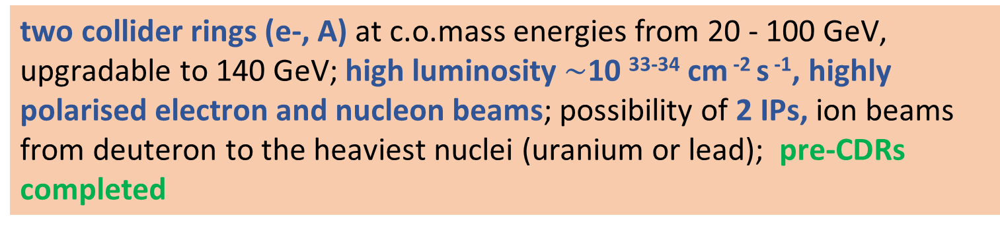 two collider rings (e-, A) at c.o.mass energies from 20 - 100 GeV,
upgradable to 140 GeV; high luminosity ~10 33-34 cm -2 s -1, highly
polarised electron and nucleon beams; possibility of 2 IPs, ion beams
from deuteron to the heaviest nuclei (uranium or lead);  pre-CDRs
completed